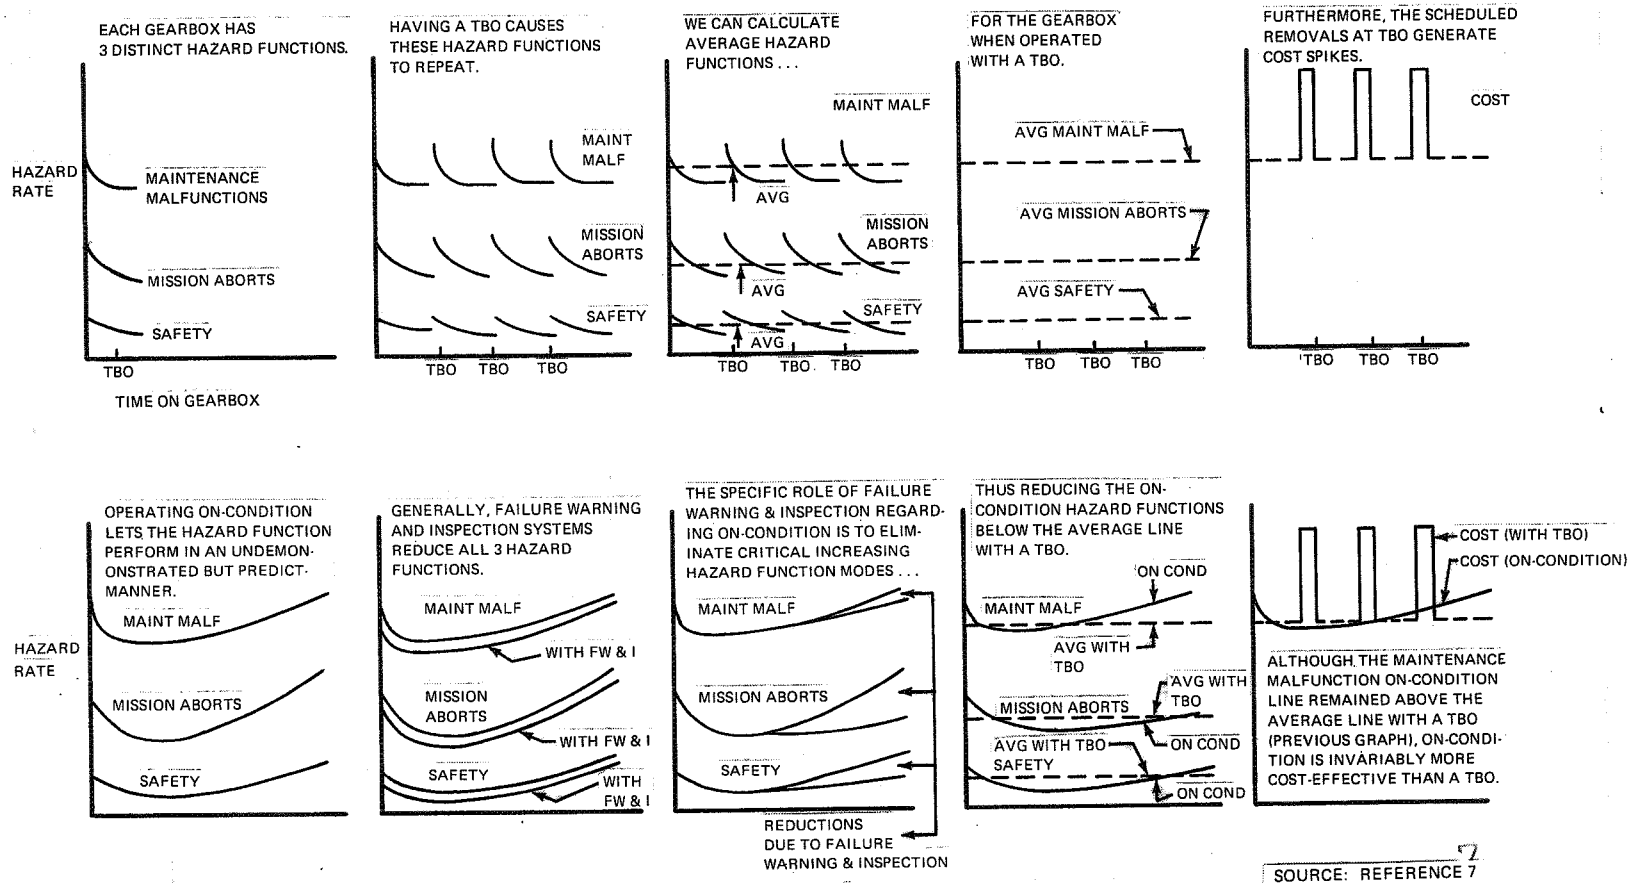 EACH GEARBOX HAS
3 DISTINCT HAZARD FUNCTIONS.
HAZARD
RATE
MAINTENANCE
MALFUNCTIONS
MISSION ABORTS
SAFETY
TBO
TIME ON GEARBOX
HAVING A TBO CAUSES
THESE HAZARD FUNCTIONS
TO REPEAT.
MAINT
MALF
MISSION
ABORTS
SAFETY
TBO TBO TBO
WE CAN CALCULATE
AVERAGE HAZARD
FUNCTIONS . . .
MAINT MALF
AVG
MISSION
ABORTS
AVG
SAFETY
AVG
TBO TBO. TBO
FOR THE GEARBOX
WHEN OPERATED
WITH A TBO.
AVG MAINT MALF
AVG MISSION ABORTS
AVG SAFETY
TBO TBO TBO
FURTHERMORE, THE SCHEDULED
REMOVALS AT TBO GENERATE
COST SPIKES.
COST
TBO TBO TBO
OPERATING ON-CONDITION
LETS THE HAZARD FUNCTION
PERFORM IN AN UNDEMON-
ONSTRATED BUT PREDICT-
MANNER.
MAINT MALF
HAZARD
RATE
MISSION ABORTS
SAFETY
GENERALLY, FAILURE WARNING
AND INSPECTION SYSTEMS
REDUCE ALL 3 HAZARD
FUNCTIONS.
MAINT MALF
WITH FW & I
MISSION
ABORTS
WITH FW & I
SAFETY
WITH
FW & I
THE SPECIFIC ROLE OF FAILURE
WARNING & INSPECTION REGARD-
ING ON-CONDITION IS TO ELIM-
INATE CRITICAL INCREASING
HAZARD FUNCTION MODES . . .
MAINT MALF
MISSION ABORTS
SAFETY
REDUCTIONS
DUE TO FAILURE
WARNING & INSPECTION
THUS REDUCING THE ON-
CONDITION HAZARD FUNCTIONS
BELOW THE AVERAGE LINE
WITH A TBO.
ON COND
MAINT MALF
AVG WITH
TBO
AVG WITH
TBO
MISSION ABORTS
ON COND
AVG WITH TBO
SAFETY
ON COND
COST (WITH TBO)
COST (ON-CONDITION)
ALTHOUGH THE MAINTENANCE
MALFUNCTION ON-CONDITION
LINE REMAINED ABOVE THE
AVERAGE LINE WITH A TBO
(PREVIOUS GRAPH), ON-CONDI-
TION IS INVARIABLY MORE
COST-EFFECTIVE THAN A TBO.
7
SOURCE: REFERENCE 7